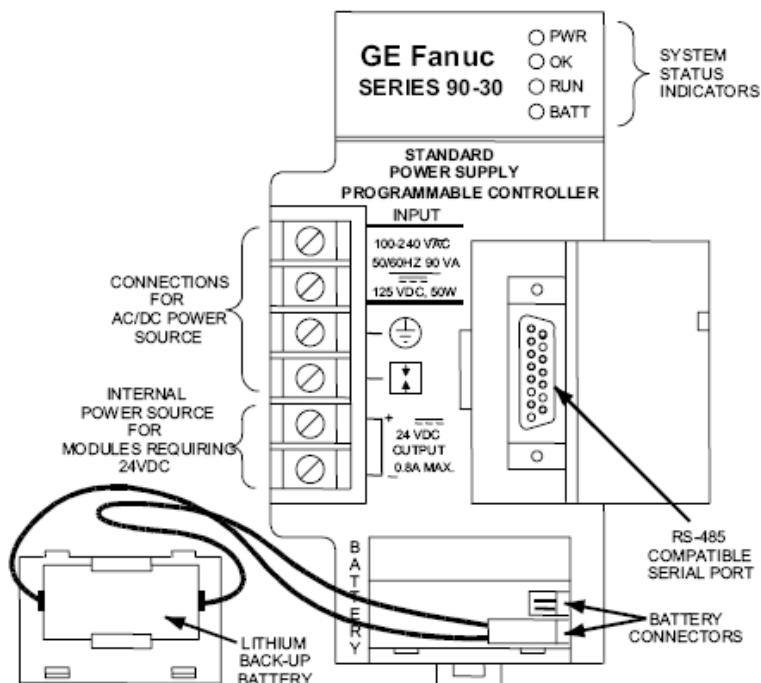 GE Fanuc
SERIES 90-30
PWR
OK
RUN
BATT
SYSTEM
STATUS
INDICATORS
STANDARD
POWER SUPPLY
PROGRAMMABLE CONTROLLER
INPUT
100-240 VAC
50/60HZ 90 VA
125 VDC, 50W
CONNECTIONS
FOR
AC/DC POWER
SOURCE
INTERNAL
POWER SOURCE
FOR
MODULES REQUIRING
24VDC
+
24 VDC
OUTPUT
0.8A MAX.
–
RS-485
COMPATIBLE
SERIAL PORT
BATTERY
BATTERY
CONNECTORS
LITHIUM
BACK-UP
BATTERY